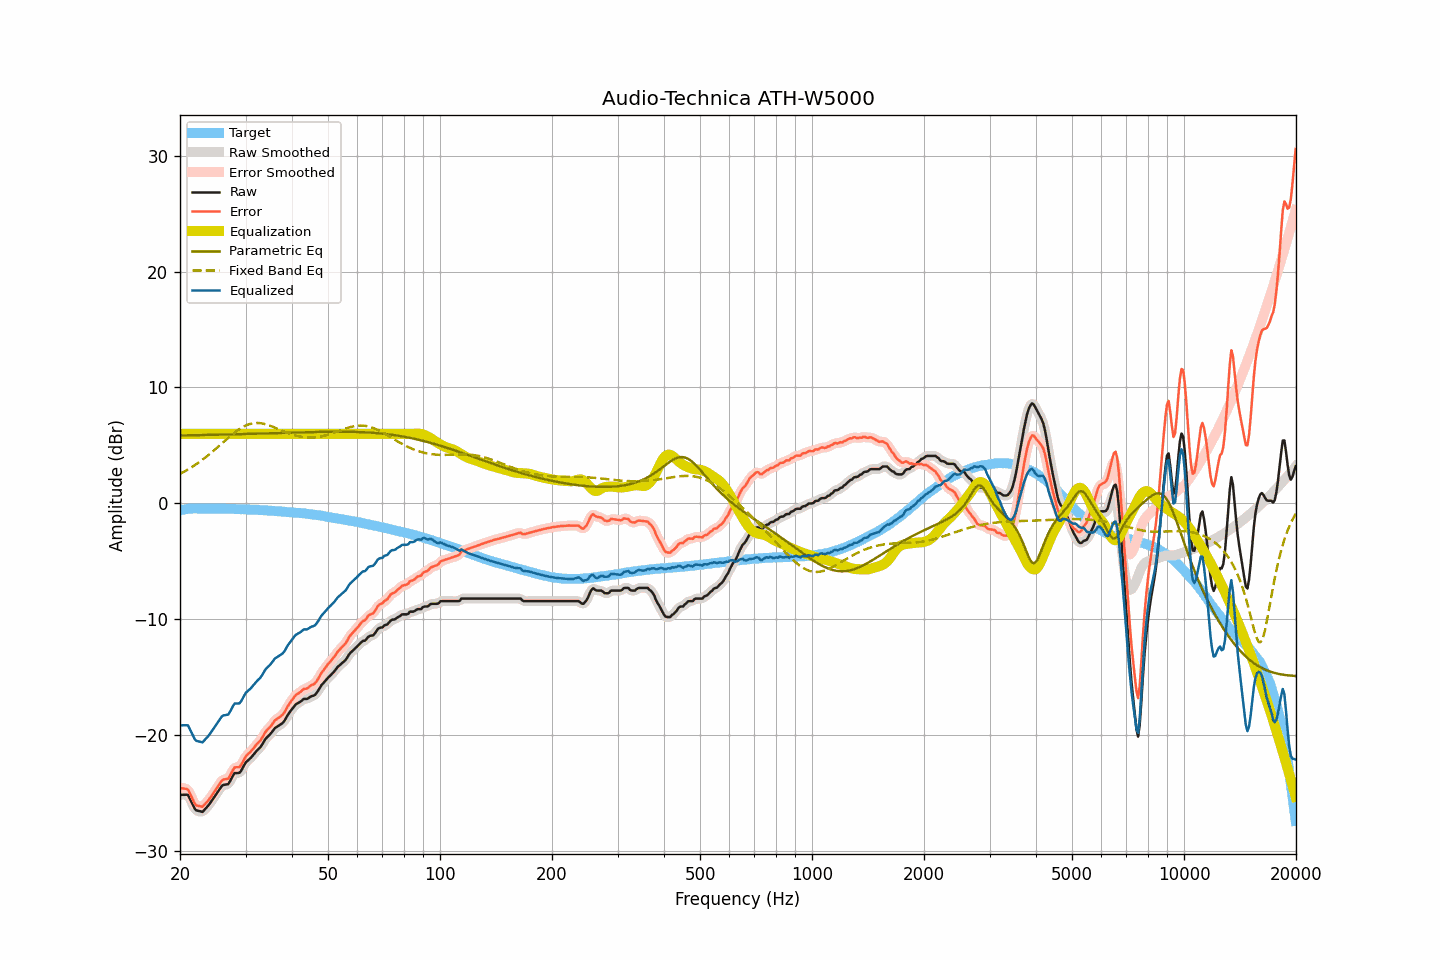 Audio-Technica ATH-W5000
Target
Raw Smoothed
Error Smoothed
Raw
Error
Equalization
Parametric Eq
Fixed Band Eq
Equalized
30
20
10
0
−10
−20
−30
Amplitude (dBr)
20 50 100 200 500 1000 2000 5000 10000 20000
Frequency (Hz)